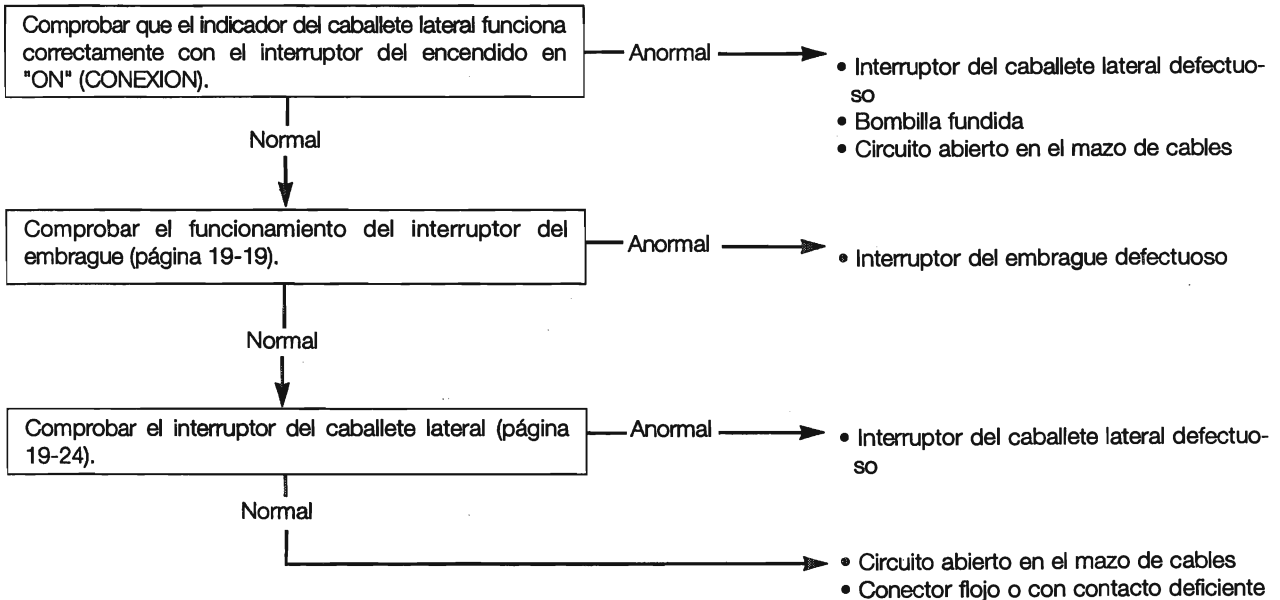 Comprobar que el indicador del caballete lateral funciona
correctamente con el interruptor del encendido en
"ON" (CONEXION).
Anormal
• Interruptor del caballete lateral defectuo-
so
• Bombilla fundida
• Circuito abierto en el mazo de cables
Normal
Comprobar el funcionamiento del interruptor del
embrague (página 19-19).
Anormal
• Interruptor del embrague defectuoso
Normal
Comprobar el interruptor del caballete lateral (página
19-24).
Anormal
• Interruptor del caballete lateral defectuo-
so
Normal
• Circuito abierto en el mazo de cables
• Conector flojo o con contacto deficiente